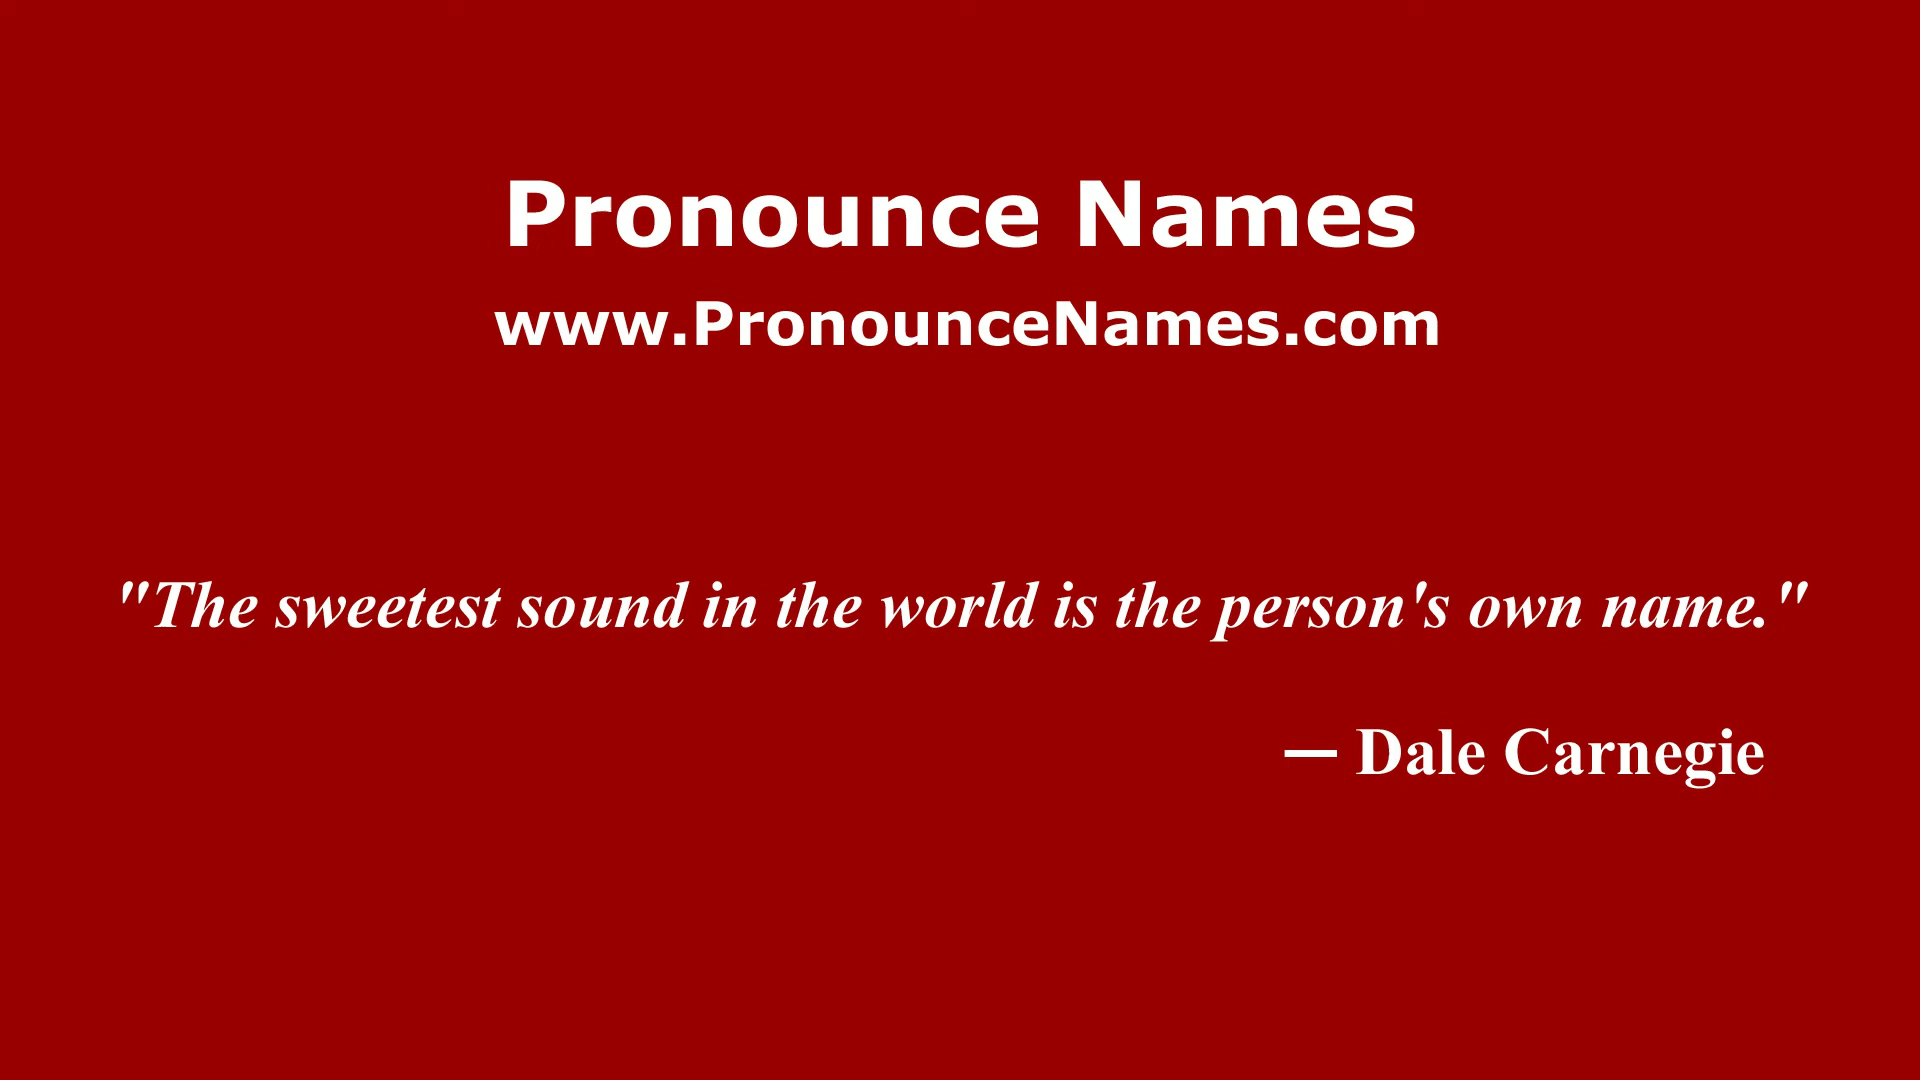 Pronounce Names
www.PronounceNames.com
"The sweetest sound in the world is the person's own name."
— Dale Carnegie